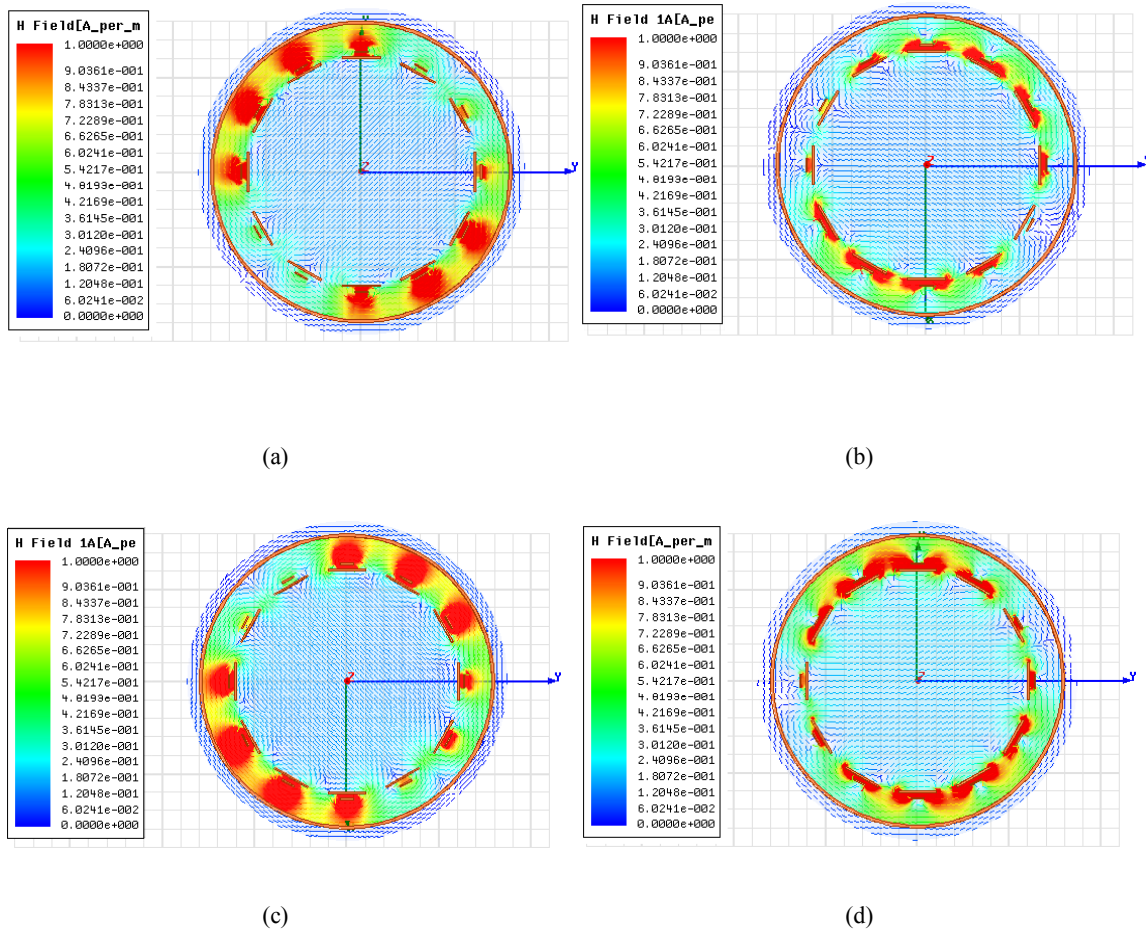 H Field[A_per_m
1.0000e+000
9.0361e-001
8.4337e-001
7.8313e-001
7.2289e-001
6.6265e-001
6.0241e-001
5.4217e-001
4.8193e-001
4.2169e-001
3.6145e-001
3.0120e-001
2.4096e-001
1.8072e-001
1.2048e-001
6.0241e-002
0.0000e+000
Z
Y
(a)
H Field 1A[A_pe
1.0000e+000
9.0361e-001
8.4337e-001
7.8313e-001
7.2289e-001
6.6265e-001
6.0241e-001
5.4217e-001
4.8193e-001
4.2169e-001
3.6145e-001
3.0120e-001
2.4096e-001
1.8072e-001
1.2048e-001
6.0241e-002
0.0000e+000
Z
(b)
H Field 1A[A_pe
1.0000e+000
9.0361e-001
8.4337e-001
7.8313e-001
7.2289e-001
6.6265e-001
6.0241e-001
5.4217e-001
4.8193e-001
4.2169e-001
3.6145e-001
3.0120e-001
2.4096e-001
1.8072e-001
1.2048e-001
6.0241e-002
0.0000e+000
Z
Y
(c)
H Field[A_per_m
1.0000e+000
9.0361e-001
8.4337e-001
7.8313e-001
7.2289e-001
6.6265e-001
6.0241e-001
5.4217e-001
4.8193e-001
4.2169e-001
3.6145e-001
3.0120e-001
2.4096e-001
1.8072e-001
1.2048e-001
6.0241e-002
0.0000e+000
Z
Y
(d)